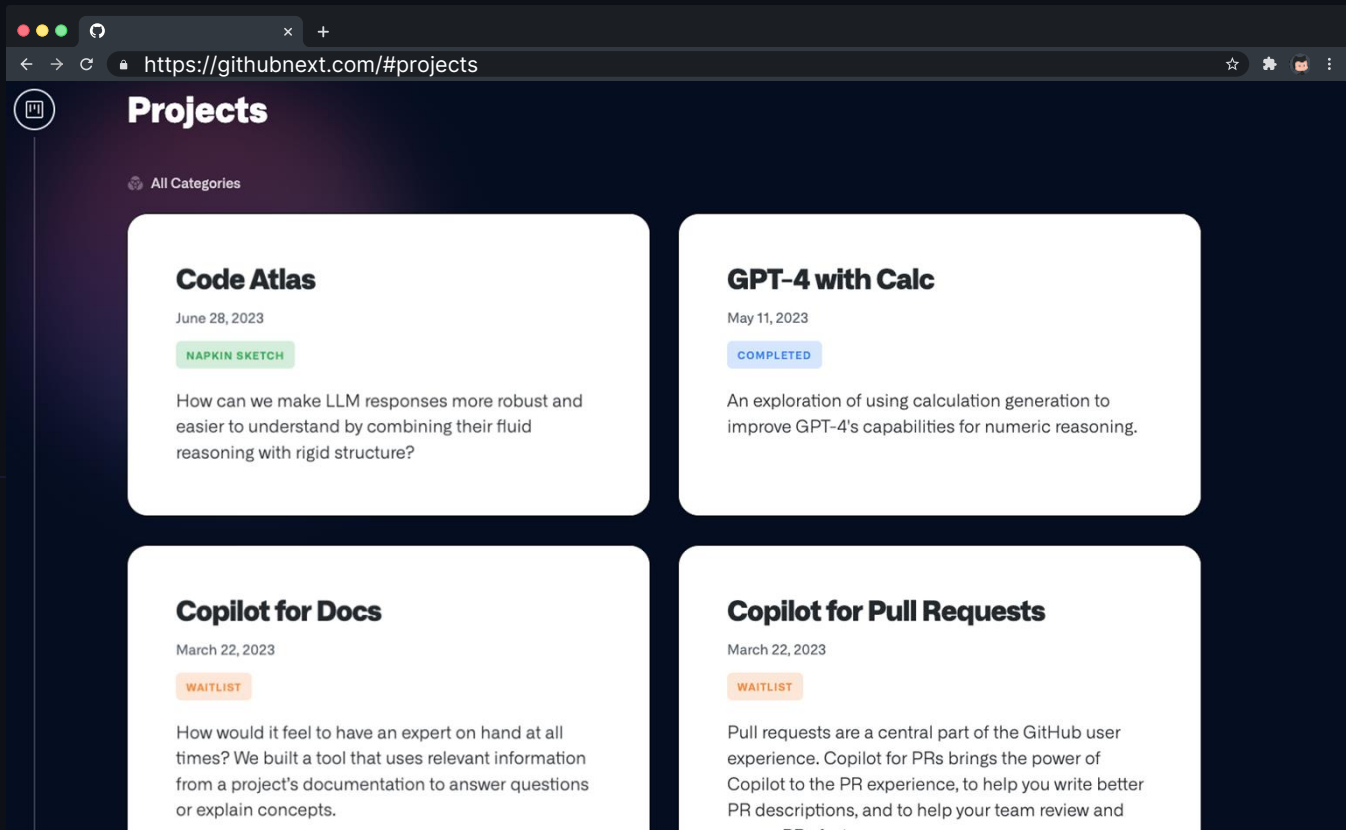 https://githubnext.com/#projects
Projects
All Categories
Code Atlas
June 28, 2023
NAPKIN SKETCH
How can we make LLM responses more robust and
easier to understand by combining their fluid
reasoning with rigid structure?
GPT-4 with Calc
May 11, 2023
COMPLETED
An exploration of using calculation generation to
improve GPT-4's capabilities for numeric reasoning.
Copilot for Docs
March 22, 2023
WAITLIST
How would it feel to have an expert on hand at all
times? We built a tool that uses relevant information
from a project's documentation to answer questions
or explain concepts.
Copilot for Pull Requests
March 22, 2023
WAITLIST
Pull requests are a central part of the GitHub user
experience. Copilot for PRs brings the power of
Copilot to the PR experience, to help you write better
PR descriptions, and to help your team review and